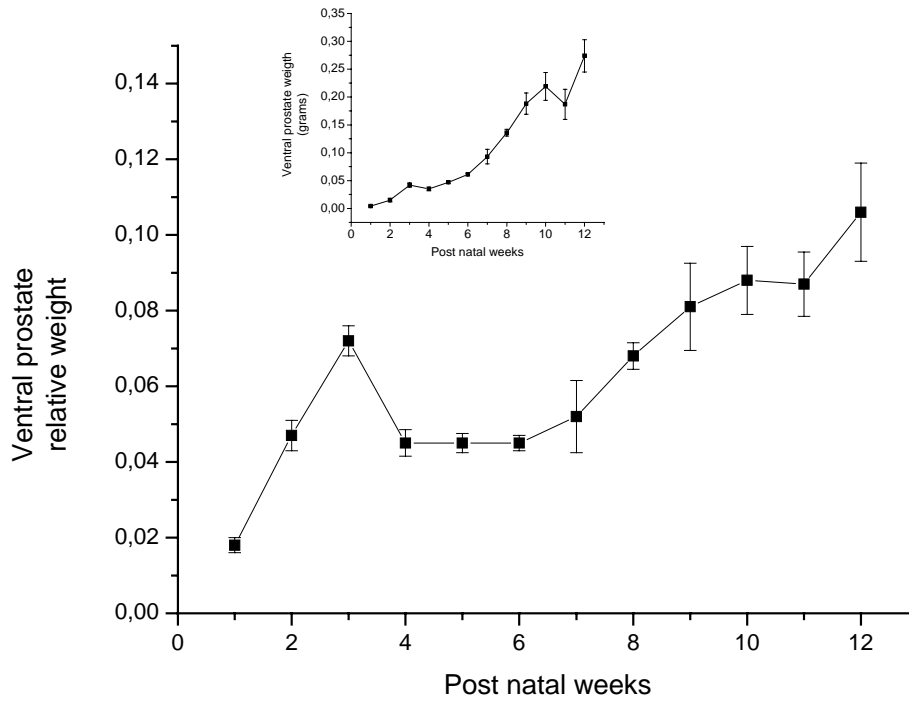 0,35
0,30
0,25
0,20
0,15
0,10
0,05
0,00
Ventral prostate weigth
(grams)
0 2 4 6 8 10 12
Post natal weeks
0,14
0,12
0,10
0,08
0,06
0,04
0,02
0,00
Ventral prostate
relative weight
0 2 4 6 8 10 12
Post natal weeks